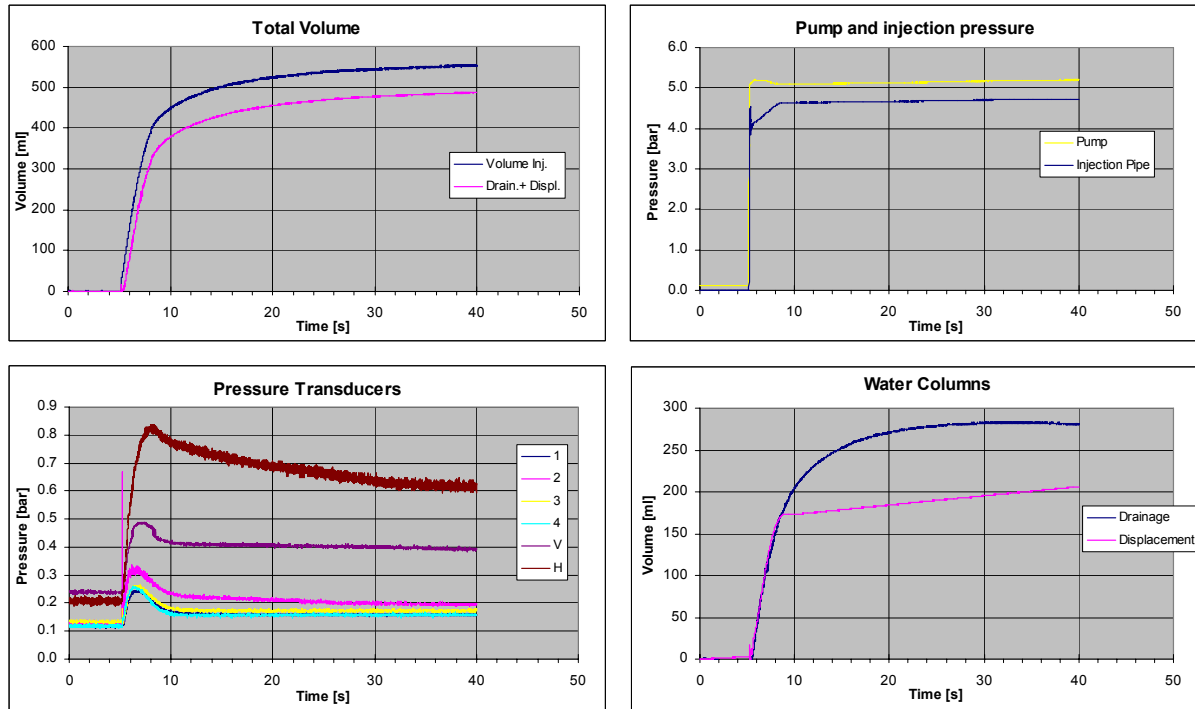 Total Volume
600
500
400
300
200
100
0
0 10 20 30 40 50
Volume [ml]
Time [s]
Volume Inj.
Drain.+ Displ.
Pump and injection pressure
6.0
5.0
4.0
3.0
2.0
1.0
0.0
0 10 20 30 40 50
Pressure [bar]
Time [s]
Pump
Injection Pipe
Pressure Transducers
0.9
0.8
0.7
0.6
0.5
0.4
0.3
0.2
0.1
0.0
0 10 20 30 40 50
Pressure [bar]
Time [s]
1
2
3
4
V
H
Water Columns
300
250
200
150
100
50
0
0 10 20 30 40 50
Volume [ml]
Time [s]
Drainage
Displacement